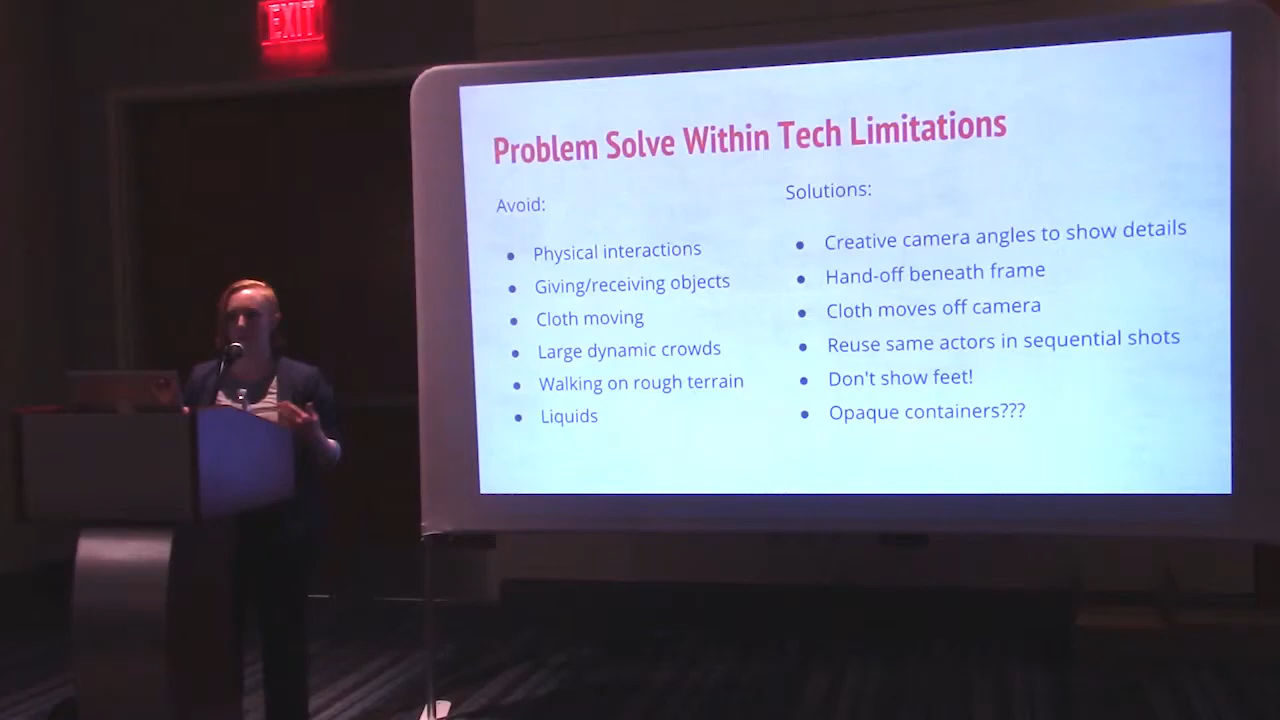 EXIT
Problem Solve Within Tech Limitations
Avoid:
• Physical interactions
• Giving/receiving objects
• Cloth moving
• Large dynamic crowds
• Walking on rough terrain
• Liquids
Solutions:
• Creative camera angles to show details
• Hand-off beneath frame
• Cloth moves off camera
• Reuse same actors in sequential shots
• Don't show feet!
• Opaque containers???